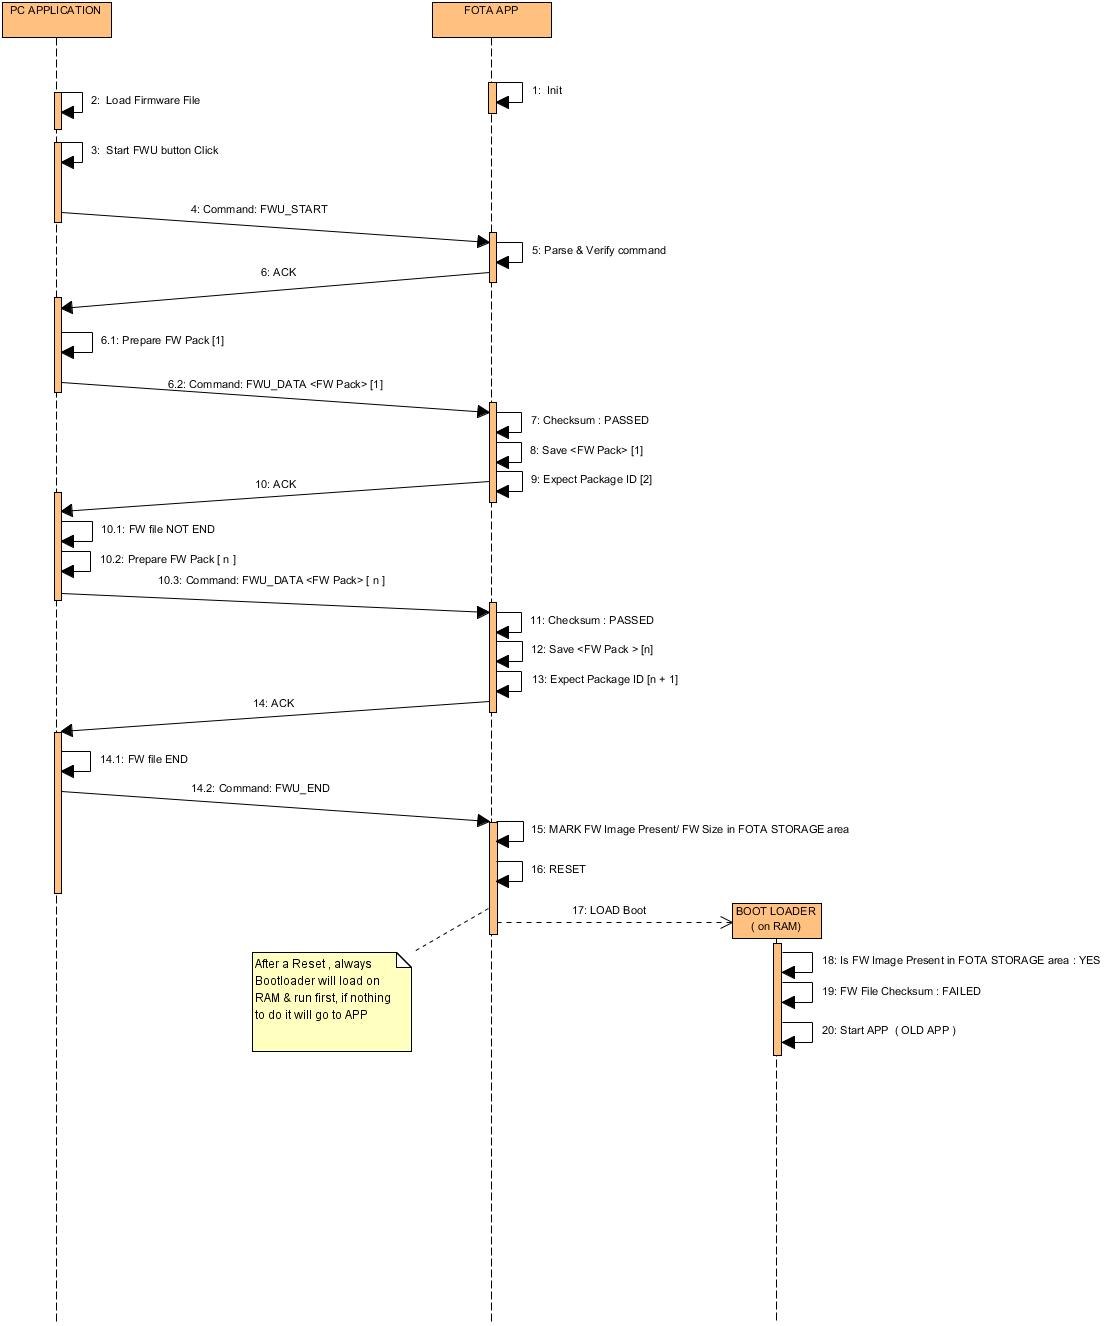 PC APPLICATION
FOTA APP
1:  Init
2:  Load Firmware File
3:  Start FWU button Click
4: Command: FWU_START
5: Parse & Verify command
6: ACK
6.1: Prepare FW Pack [1]
6.2: Command: FWU_DATA <FW Pack> [1]
7: Checksum : PASSED
8: Save <FW Pack> [1]
9: Expect Package ID [2]
10: ACK
10.1: FW file NOT END
10.2: Prepare FW Pack [ n ]
10.3: Command: FWU_DATA <FW Pack> [ n ]
11: Checksum : PASSED
12: Save <FW Pack > [n]
13: Expect Package ID [n + 1]
14: ACK
14.1: FW file END
14.2: Command: FWU_END
15: MARK FW Image Present/ FW Size in FOTA STORAGE area
16: RESET
17: LOAD Boot
BOOT LOADER
( on RAM)
After a Reset , always
Bootloader will load on
RAM & run first, if nothing
to do it will go to APP
18: Is FW Image Present in FOTA STORAGE area : YES
19: FW File Checksum : FAILED
20: Start APP  ( OLD APP )